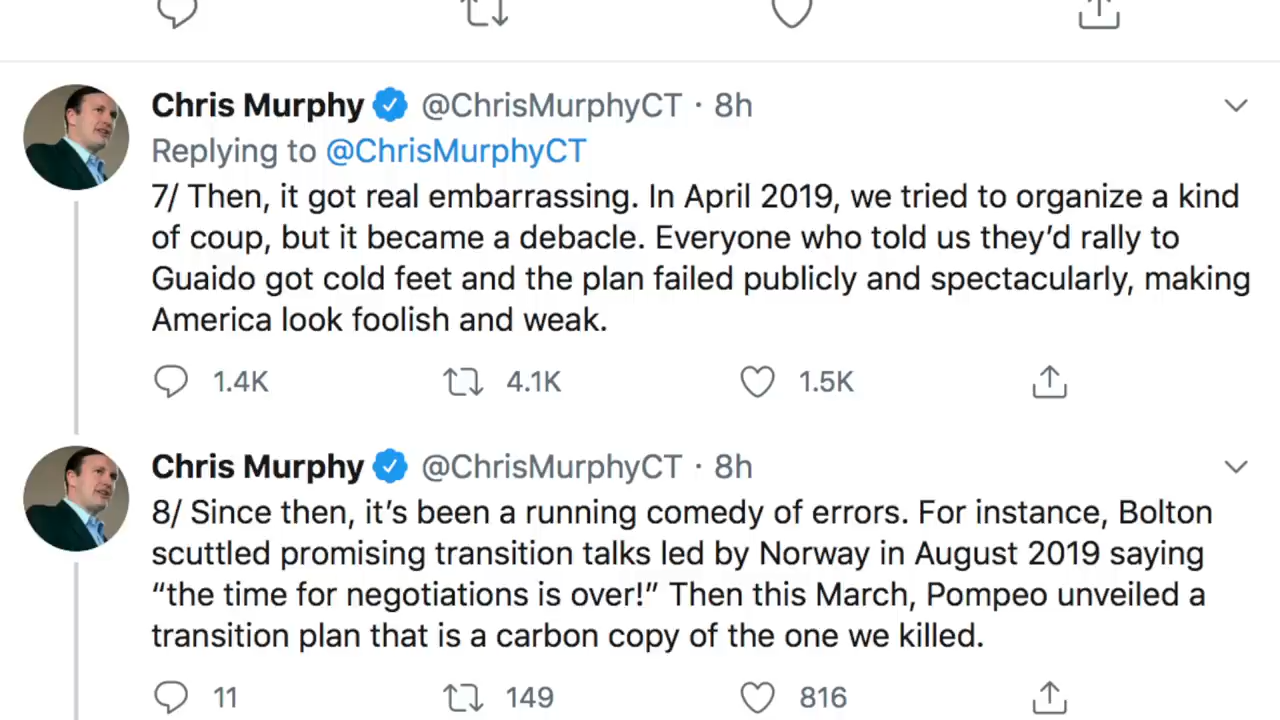 Chris Murphy @ChrisMurphyCT · 8h
Replying to @ChrisMurphyCT
7/ Then, it got real embarrassing. In April 2019, we tried to organize a kind
of coup, but it became a debacle. Everyone who told us they’d rally to
Guaido got cold feet and the plan failed publicly and spectacularly, making
America look foolish and weak.
1.4K 4.1K 1.5K
Chris Murphy @ChrisMurphyCT · 8h
8/ Since then, it’s been a running comedy of errors. For instance, Bolton
scuttled promising transition talks led by Norway in August 2019 saying
“the time for negotiations is over!” Then this March, Pompeo unveiled a
transition plan that is a carbon copy of the one we killed.
11 149 816